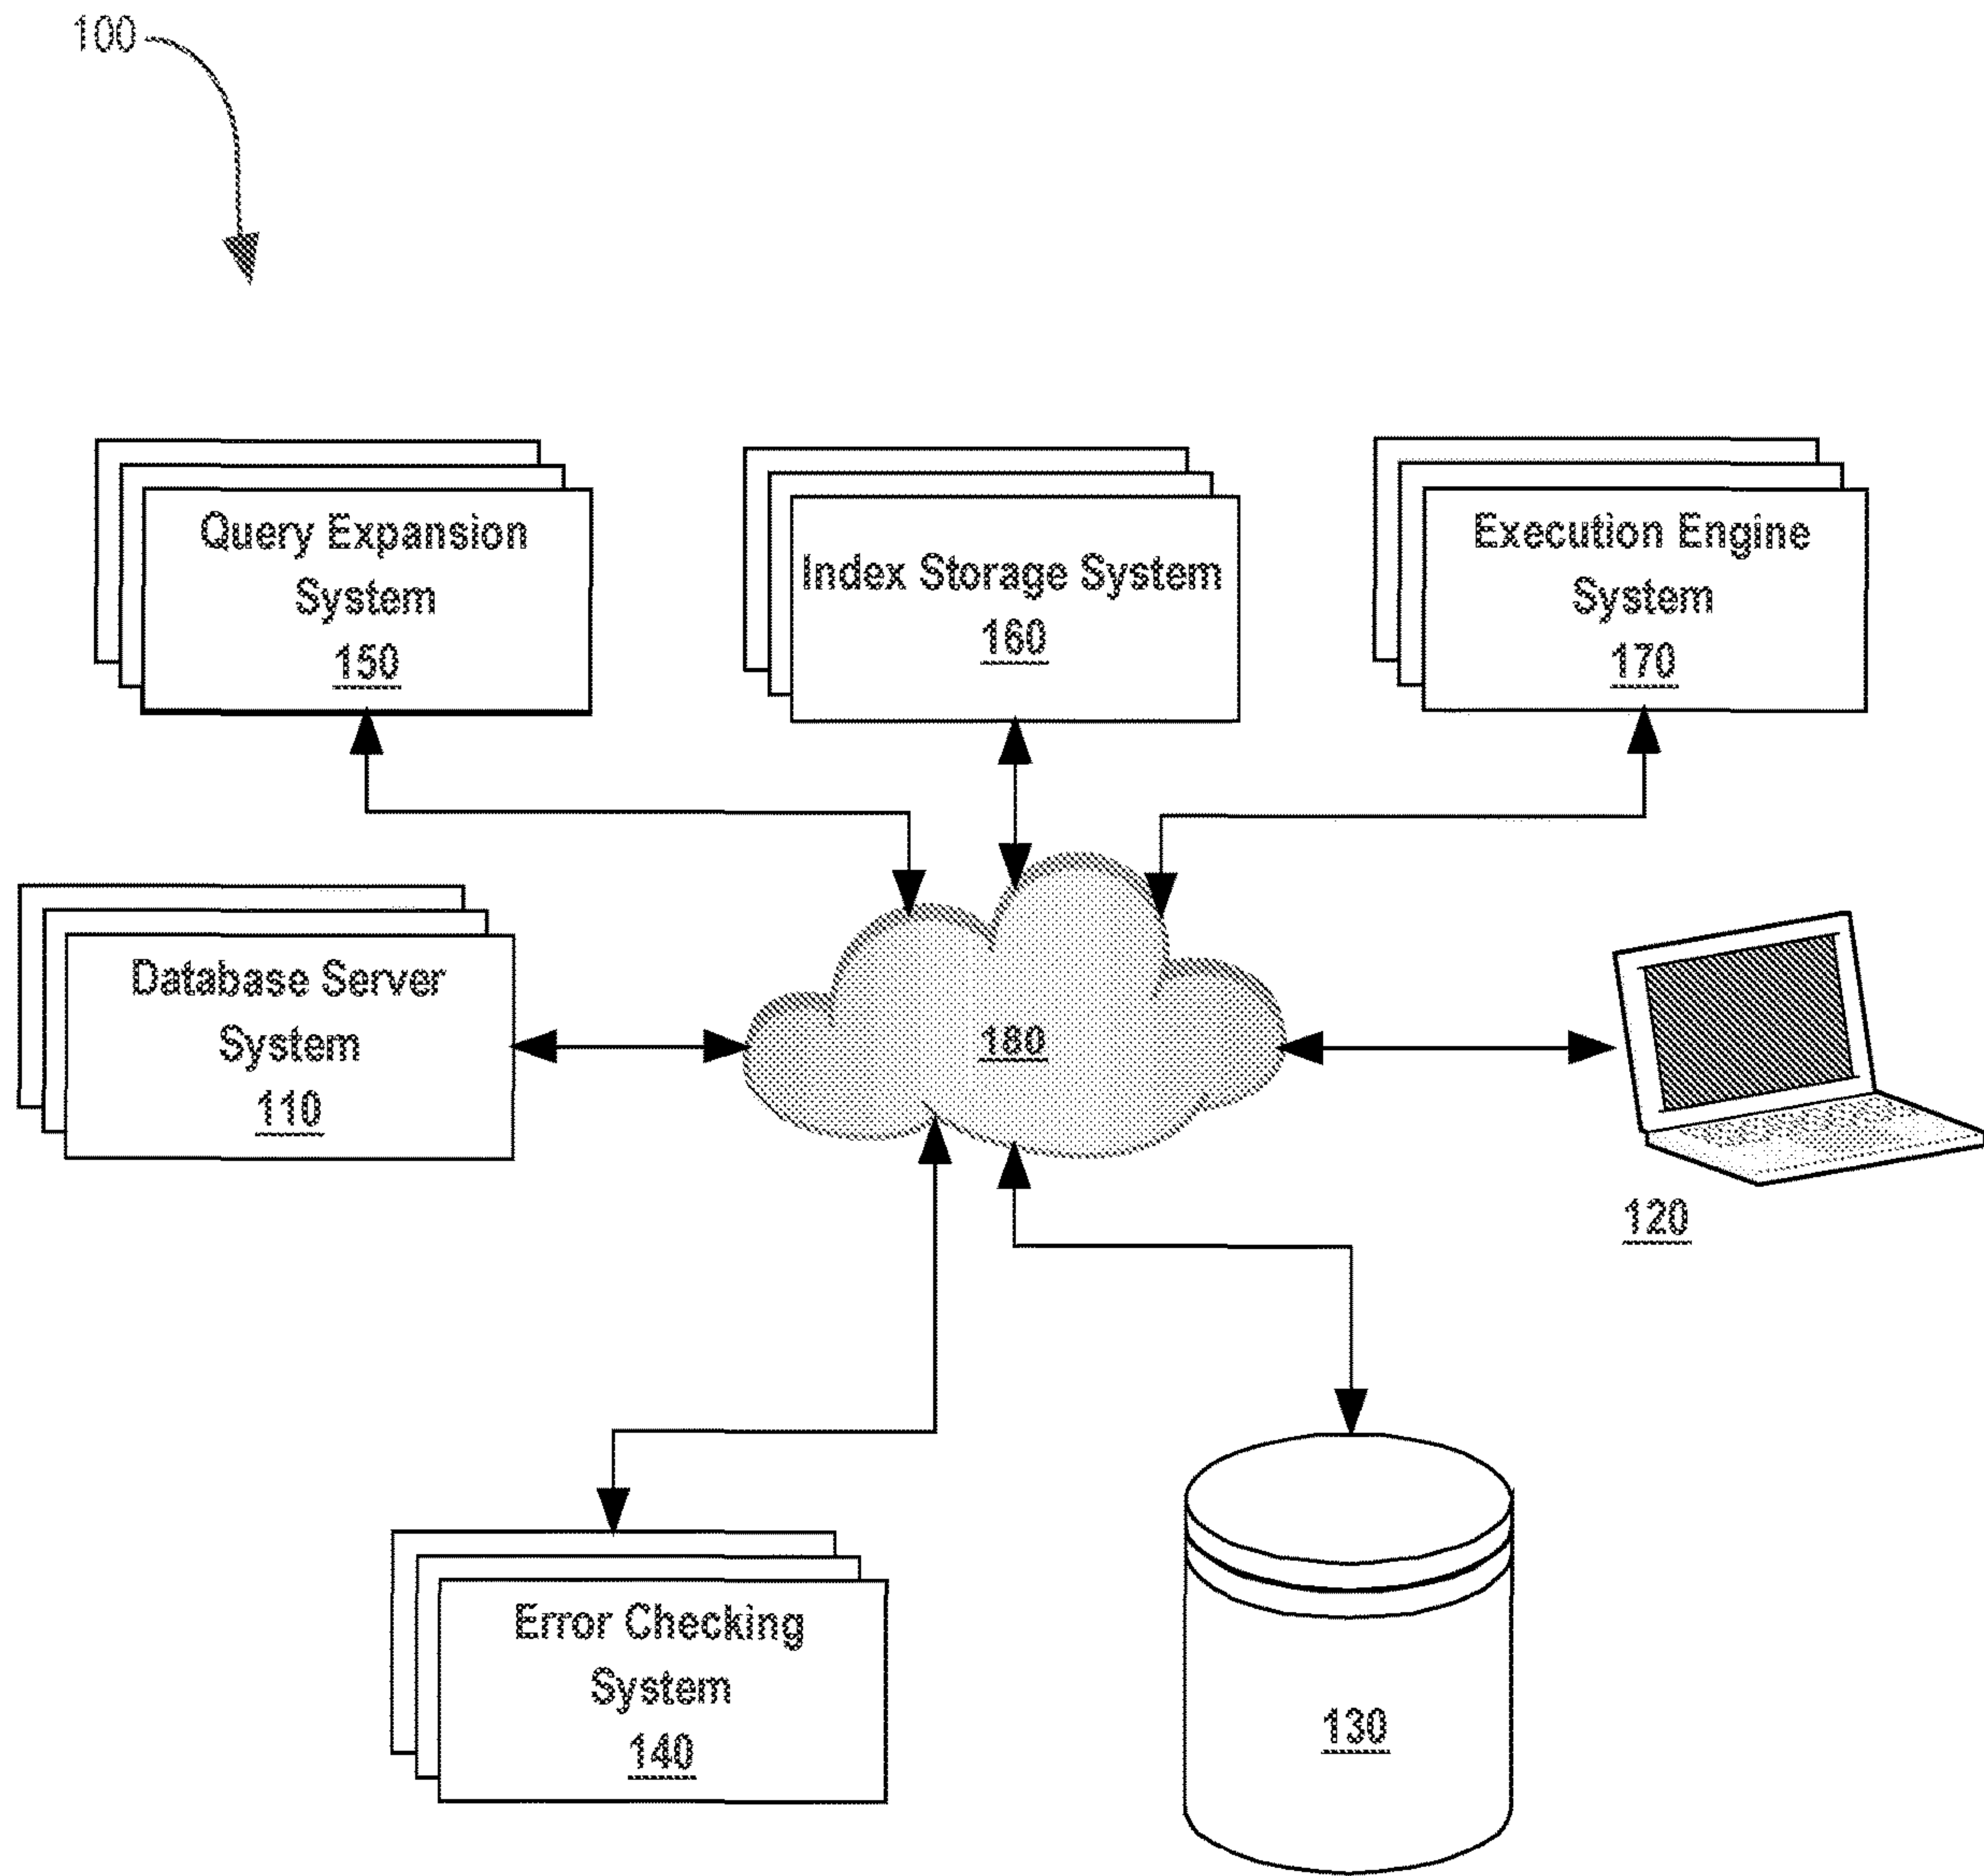 100
Query Expansion
System
150
Index Storage System
160
Execution Engine
System
170
Database Server
System
110
180
120
Error Checking
System
140
130